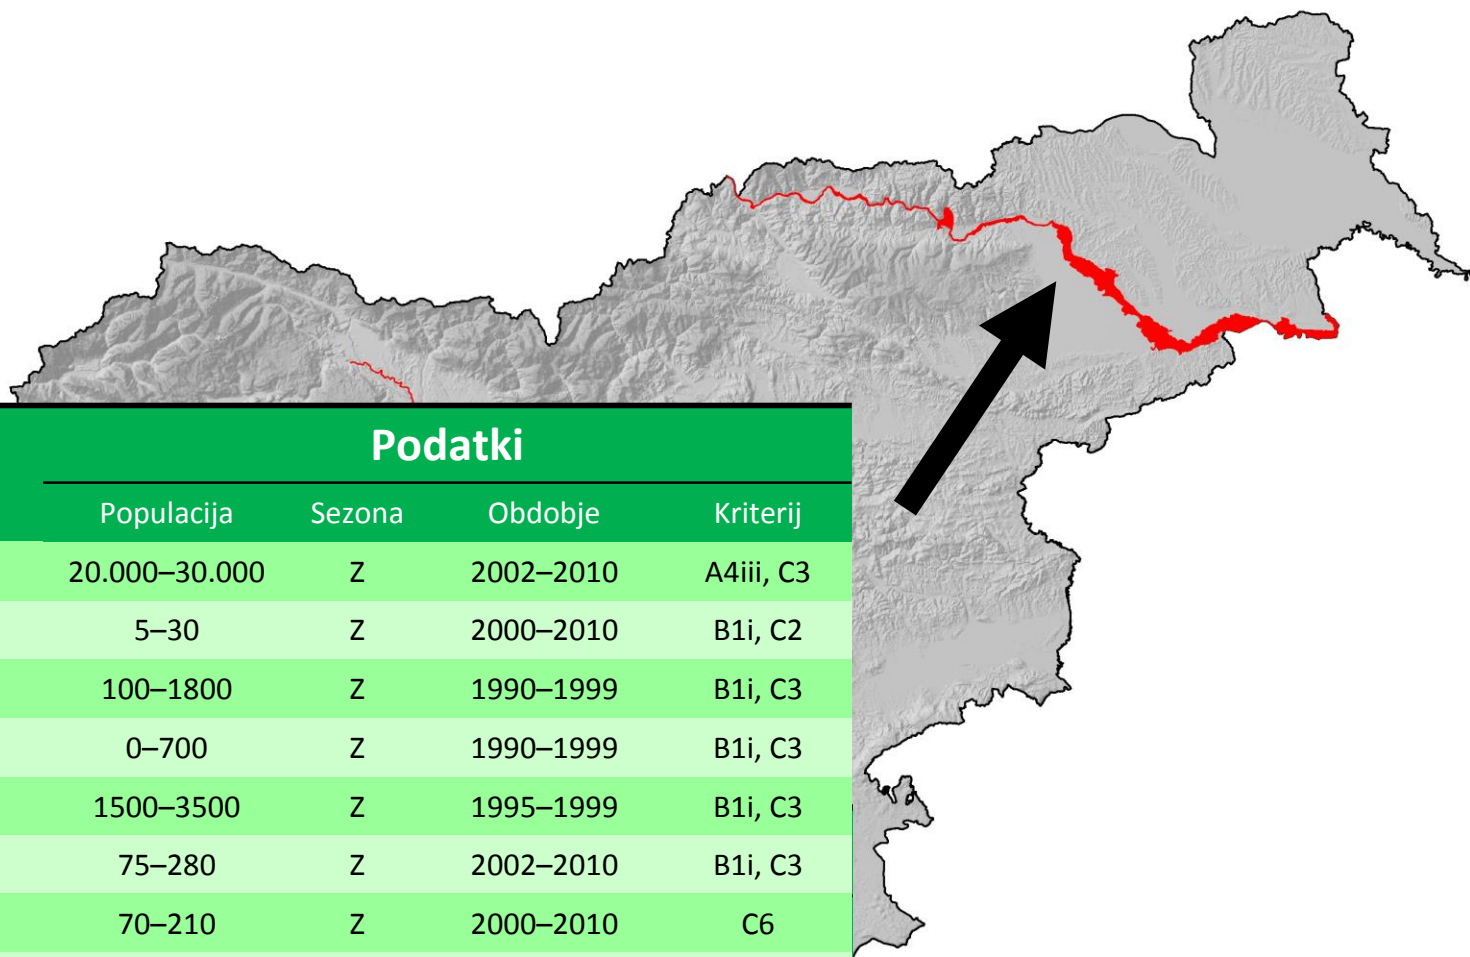 Podatki
Populacija Sezona Obdobje Kriterij
20.000–30.000 Z 2002–2010 A4iii, C3
5–30 Z 2000–2010 B1i, C2
100–1800 Z 1990–1999 B1i, C3
0–700 Z 1990–1999 B1i, C3
1500–3500 Z 1995–1999 B1i, C3
75–280 Z 2002–2010 B1i, C3
70–210 Z 2000–2010 C6